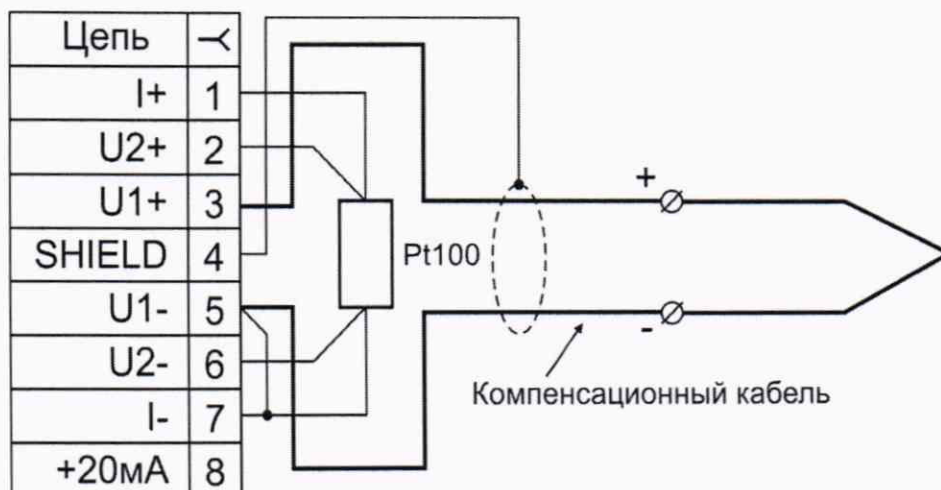 Цепь
I+ 1
U2+ 2
U1+ 3
SHIELD 4
U1- 5
U2- 6
I- 7
+20мА 8
Pt100
+
-
Компенсационный кабель